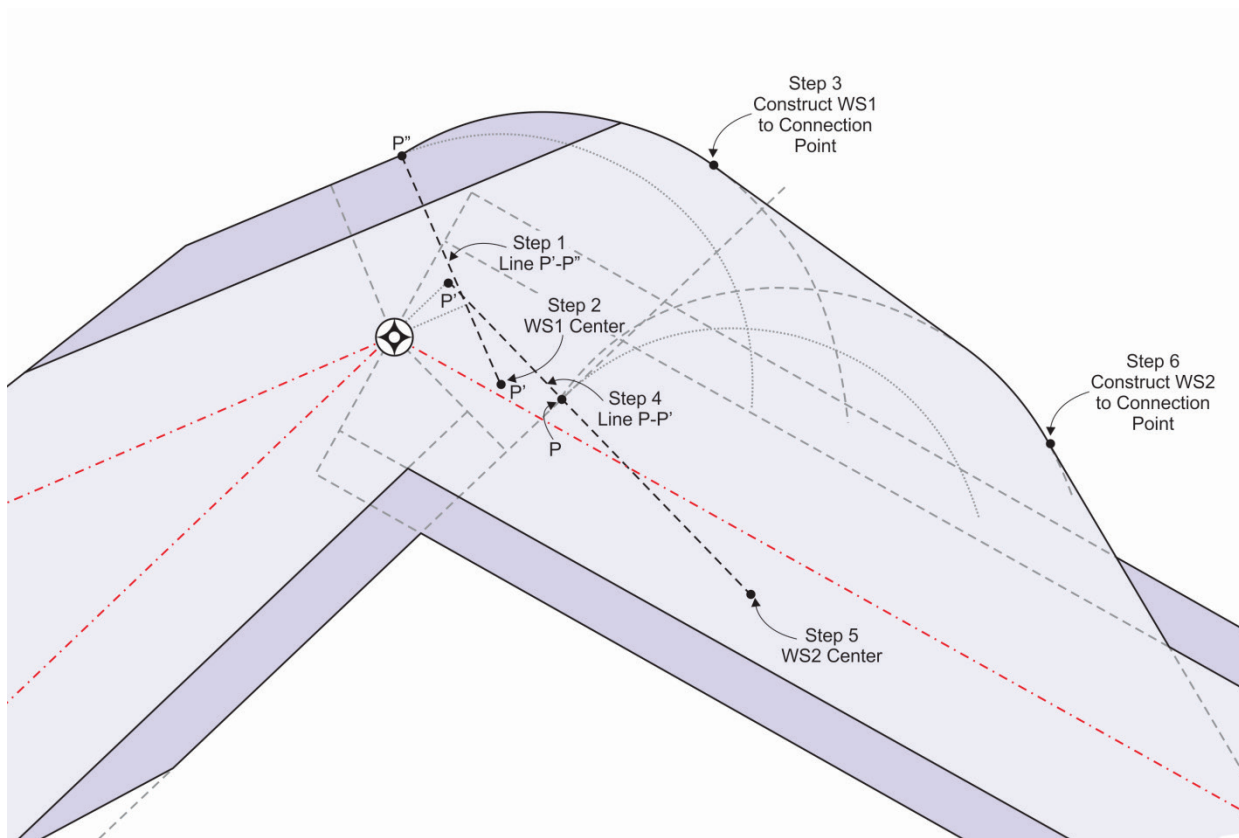 Step 3
Construct WS1
to Connection
Point
P”
Step 1
Line P’-P”
P’
Step 2
WS1 Center
P’
Step 4
Line P-P’
P
Step 6
Construct WS2
to Connection
Point
Step 5
WS2 Center